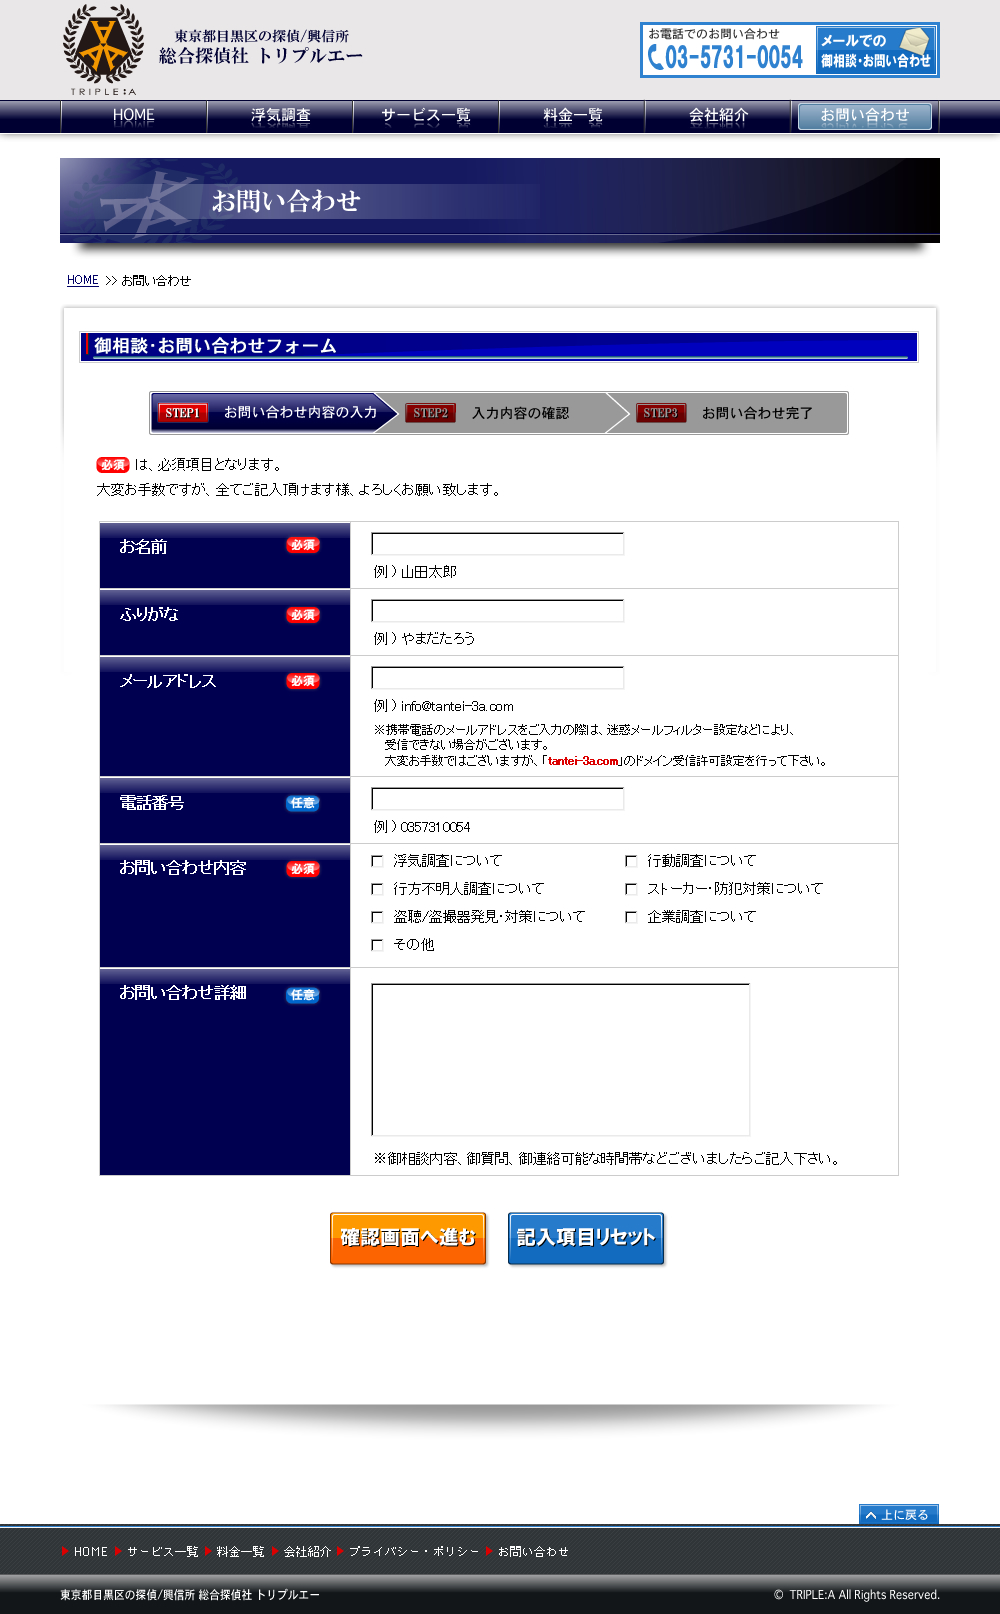 TRIPLE:A
東京都目黒区の探偵/興信所
総合探偵社 トリプルエー
お電話でのお問い合わせ
03-5731-0054
メールでの
御相談・お問い合わせ
HOME 浮気調査 サービス一覧 料金一覧 会社紹介 お問い合わせ
お問い合わせ
HOME >> お問い合わせ
御相談・お問い合わせフォーム
STEP1 お問い合わせ内容の入力 STEP2 入力内容の確認 STEP3 お問い合わせ完了
必須 は、必須項目となります。
大変お手数ですが、全てご記入頂けます様、よろしくお願い致します。
お名前 必須
例）山田太郎
ふりがな 必須
例）やまだたろう
メールアドレス 必須
例）info@tantei-3a.com
※携帯電話のメールアドレスをご入力の際は、迷惑メールフィルター設定などにより、
受信できない場合がございます。
大変お手数ではございますが、「tantei-3a.com」のドメイン受信許可設定を行って下さい。
電話番号 任意
例）0357310054
お問い合わせ内容 必須
浮気調査について 行動調査について
行方不明人調査について ストーカー・防犯対策について
盗聴/盗撮器発見・対策について 企業調査について
その他
お問い合わせ詳細 任意
※御相談内容、御質問、御連絡可能な時間帯などございましたらご記入下さい。
確認画面へ進む 記入項目リセット
上に戻る
HOME サービス一覧 料金一覧 会社紹介 プライバシー・ポリシー お問い合わせ
東京都目黒区の探偵/興信所 総合探偵社 トリプルエー
© TRIPLE:A All Rights Reserved.